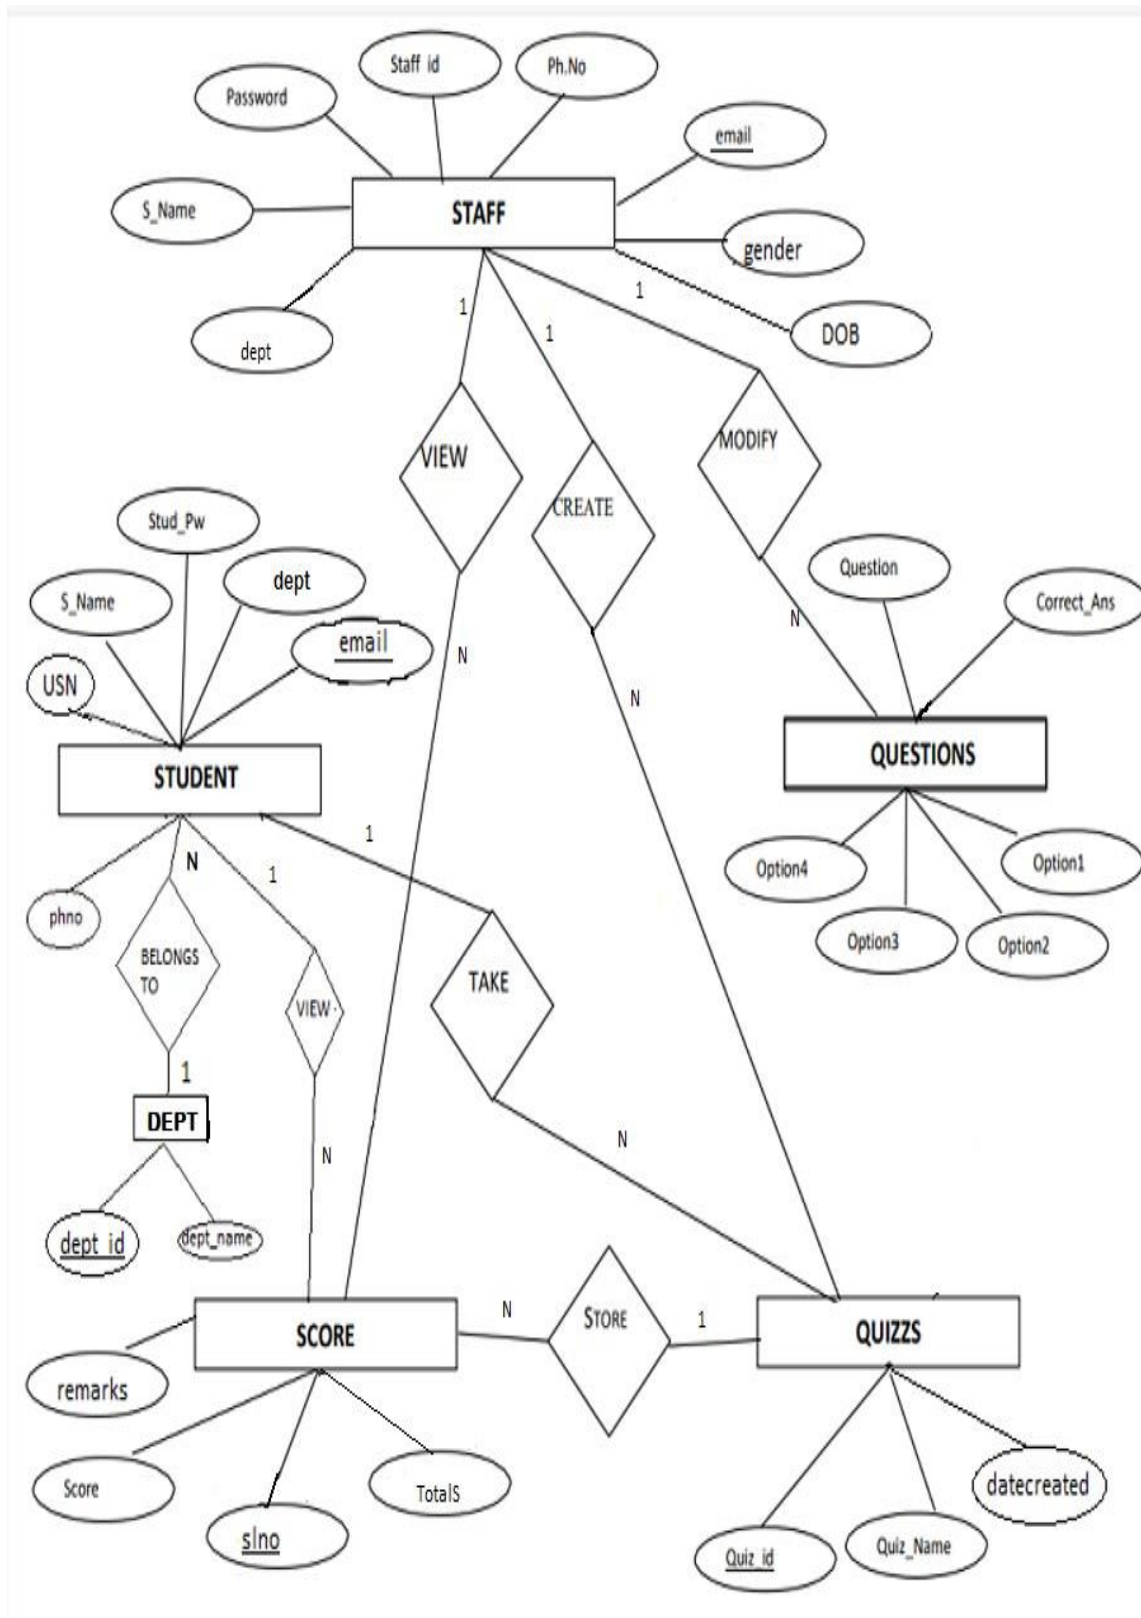 Staff id
Ph.No
Password
email
S_Name
STAFF
gender
dept
DOB
1
1
1
VIEW
MODIFY
CREATE
Stud_Pw
Question
Correct_Ans
S_Name
dept
email
N
N
N
USN
STUDENT
QUESTIONS
1
N
1
Option4
Option1
phno
Option3
Option2
BELONGS
TO
TAKE
VIEW
1
DEPT
N
N
dept_id
dept_name
SCORE
N
STORE
1
QUIZZS
remarks
Score
TotalS
datecreated
slno
Quiz_id
Quiz_Name